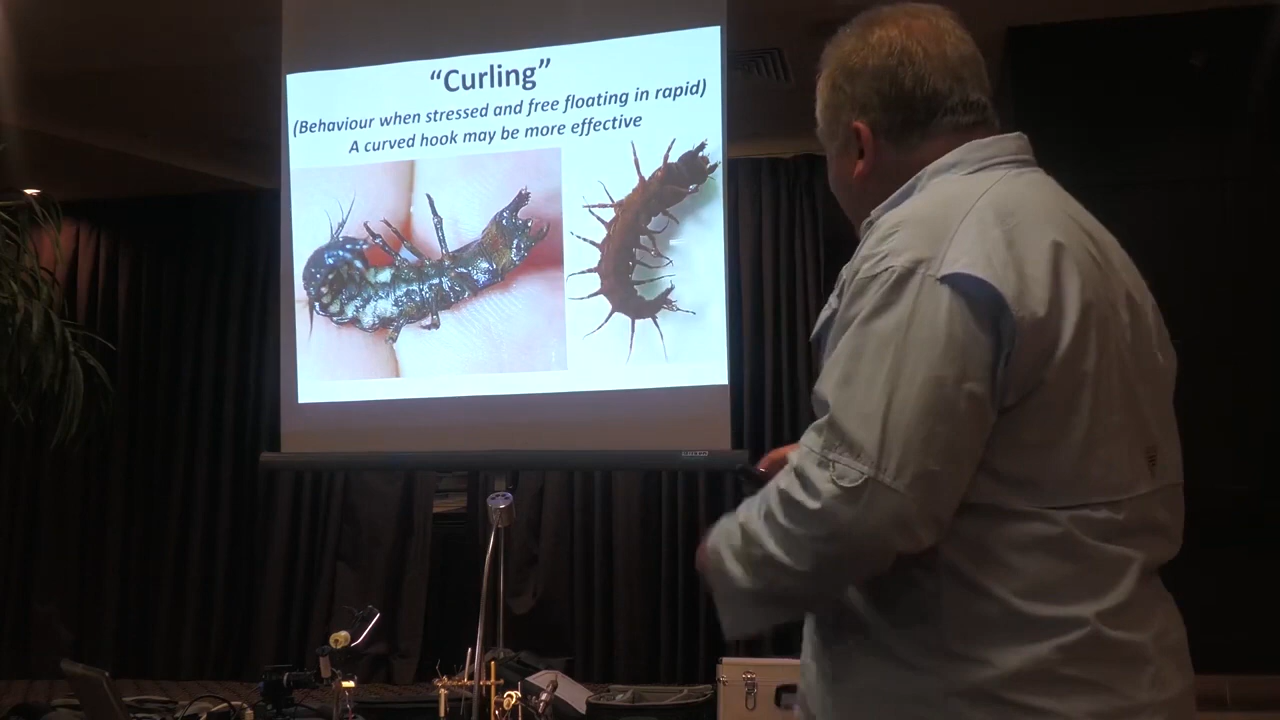 “Curling”
(Behaviour when stressed and free floating in rapid)
A curved hook may be more effective